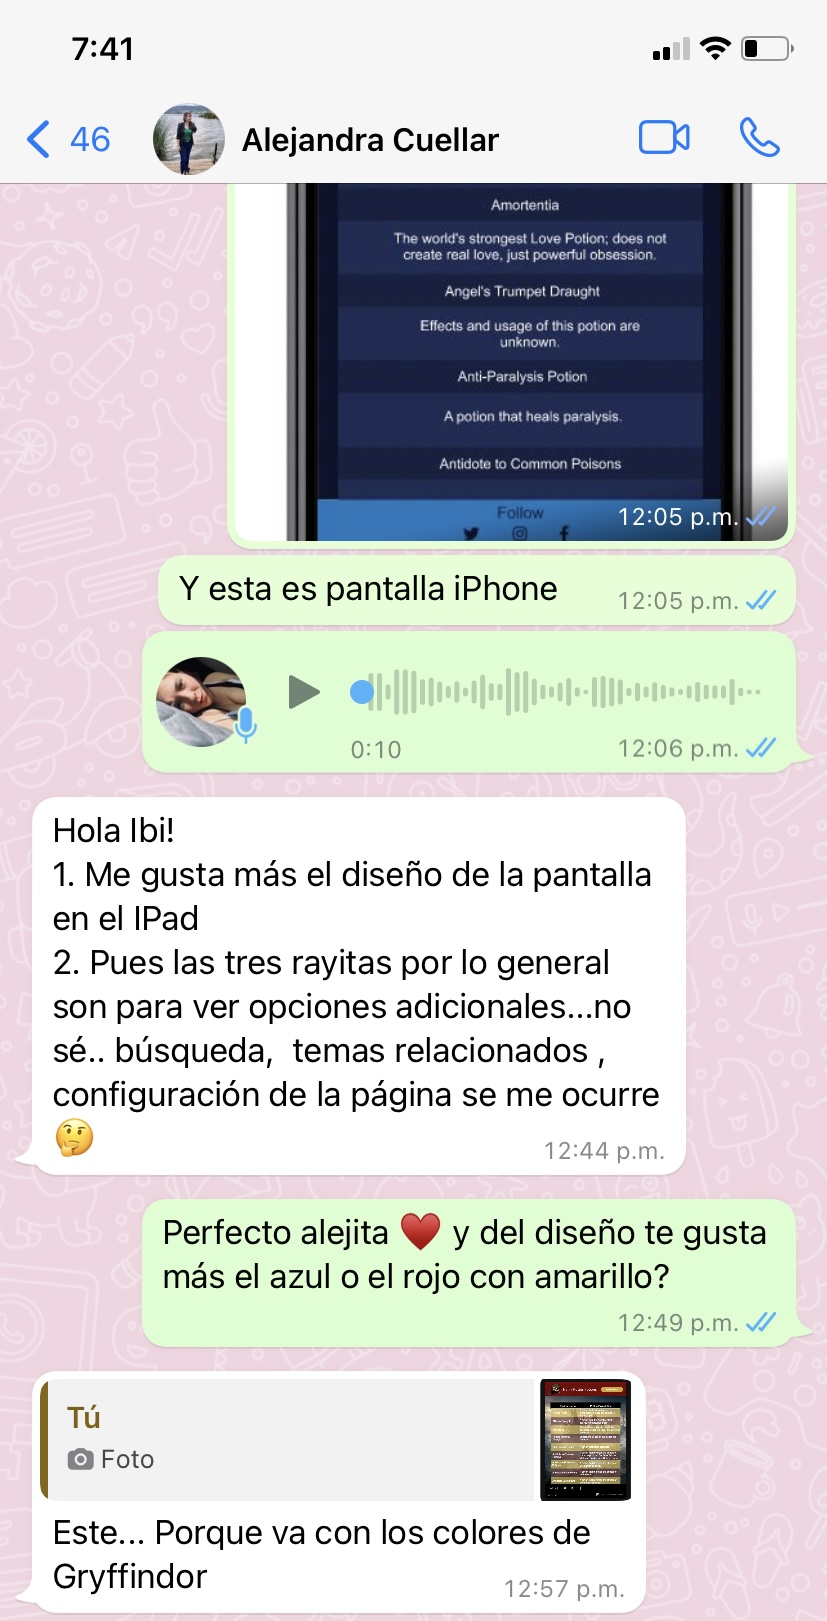 7:41
46
Alejandra Cuellar
Amortentia
The world's strongest Love Potion; does not
create real love, just powerful obsession.
Angel's Trumpet Draught
Effects and usage of this potion are
unknown.
Anti-Paralysis Potion
A potion that heals paralysis.
Antidote to Common Poisons
Follow
12:05 p.m.
Y esta es pantalla iPhone
12:05 p.m.
0:10
12:06 p.m.
Hola Ibi!
1. Me gusta más el diseño de la pantalla
en el IPad
2. Pues las tres rayitas por lo general
son para ver opciones adicionales...no
sé.. búsqueda,  temas relacionados ,
configuración de la página se me ocurre
🤔
12:44 p.m.
Perfecto alejita ♥️ y del diseño te gusta
más el azul o el rojo con amarillo?
12:49 p.m.
Tú
Foto
Este... Porque va con los colores de
Gryffindor
12:57 p.m.